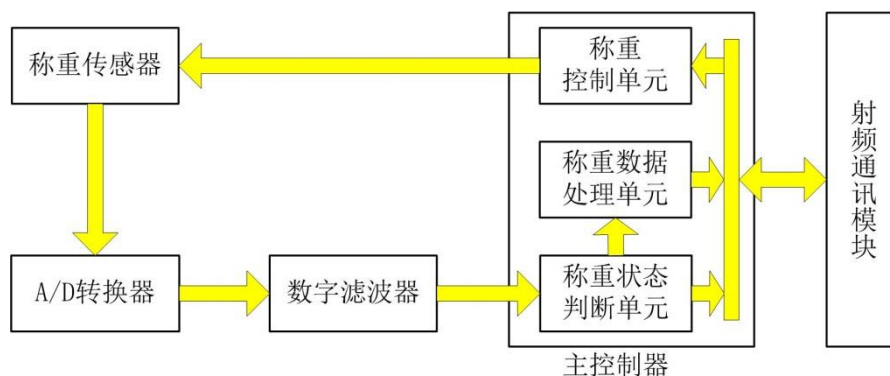 称重传感器
称重
控制单元
称重数据
处理单元
A/D转换器
数字滤波器
称重状态
判断单元
主控制器
射频通讯模块